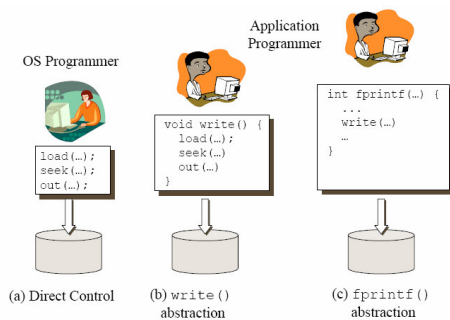 Application
Programmer
OS Programmer
load(…);
seek(…);
out(…);
void write() {
load(…);
seek(…)
out(…)
}
int fprintf(…) {
...
write(…)
…
}
(a) Direct Control
(b) write()
abstraction
(c) fprintf()
abstraction